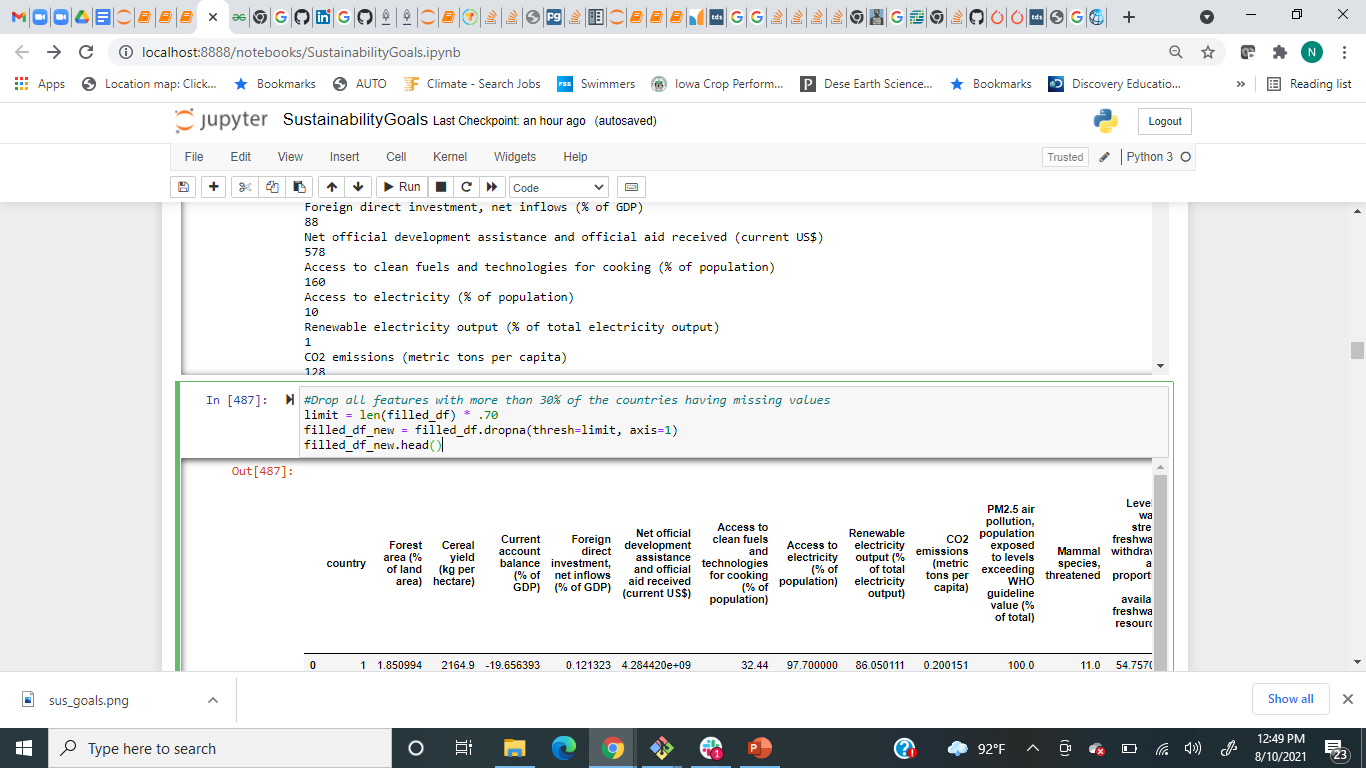 localhost:8888/notebooks/SustainabilityGoals.ipynb
N
Apps
Location map: Click...
Bookmarks
AUTO
Climate - Search Jobs
FSS
Swimmers
Iowa Crop Perform...
Dese Earth Science...
Bookmarks
Discovery Educatio...
»
Reading list
jupyter
SustainabilityGoals Last Checkpoint: an hour ago (autosaved)
Logout
File Edit View Insert Cell Kernel Widgets Help
Trusted
Python 3
Run
Code
Foreign direct investment, net inflows (% of GDP)
88
Net official development assistance and official aid received (current US$)
578
Access to clean fuels and technologies for cooking (% of population)
160
Access to electricity (% of population)
10
Renewable electricity output (% of total electricity output)
1
CO2 emissions (metric tons per capita)
128
In [487]:
#Drop all features with more than 30% of the countries having missing values
limit = len(filled_df) * .70
filled_df_new = filled_df.dropna(thresh=limit, axis=1)
filled_df_new.head()
Out[487]:
country
Forest
area (%
of land
area)
Cereal
yield
(kg per
hectare)
Current
account
balance
(% of
GDP)
Foreign
direct
investment,
net inflows
(% of GDP)
Net official
development
assistance
and official
aid received
(current US$)
Access to
clean fuels
and
technologies
for cooking
(% of
population)
Access to
electricity
(% of
population)
Renewable
electricity
output (%
of total
electricity
output)
CO2
emissions
(metric
tons per
capita)
PM2.5 air
pollution,
population
exposed
to levels
exceeding
WHO
guideline
value (%
of total)
Mammal
species,
threatened
Level
wa
stre
freshwa
withdraw
a
proporti
availa
freshwa
resourc
0 1 1.850994 2164.9 -19.656393 0.121323 4.284420e+09 32.44 97.700000 86.050111 0.200151 100.0 11.0 54.7570
sus_goals.png
Show all
Type here to search
92°F
12:49 PM
8/10/2021
23